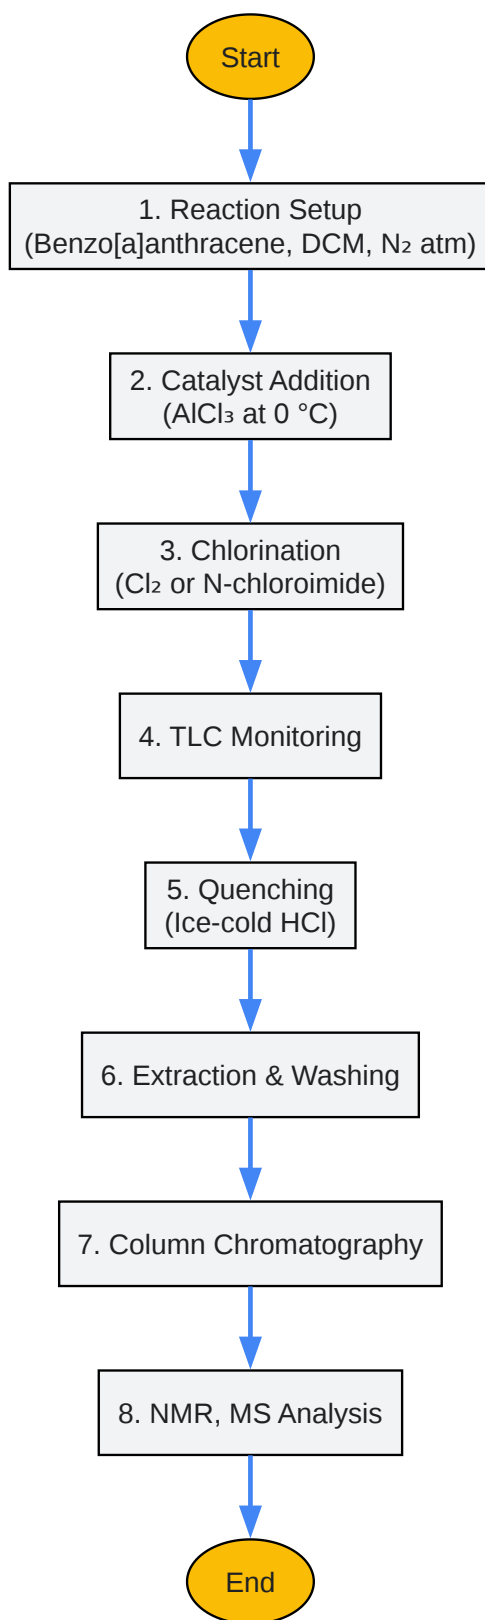 Start
1. Reaction Setup
(Benzo[a]anthracene, DCM, N₂ atm)
2. Catalyst Addition
(AlCl₃ at 0 °C)
3. Chlorination
(Cl₂ or N-chloroimide)
4. TLC Monitoring
5. Quenching
(Ice-cold HCl)
6. Extraction & Washing
7. Column Chromatography
8. NMR, MS Analysis
End